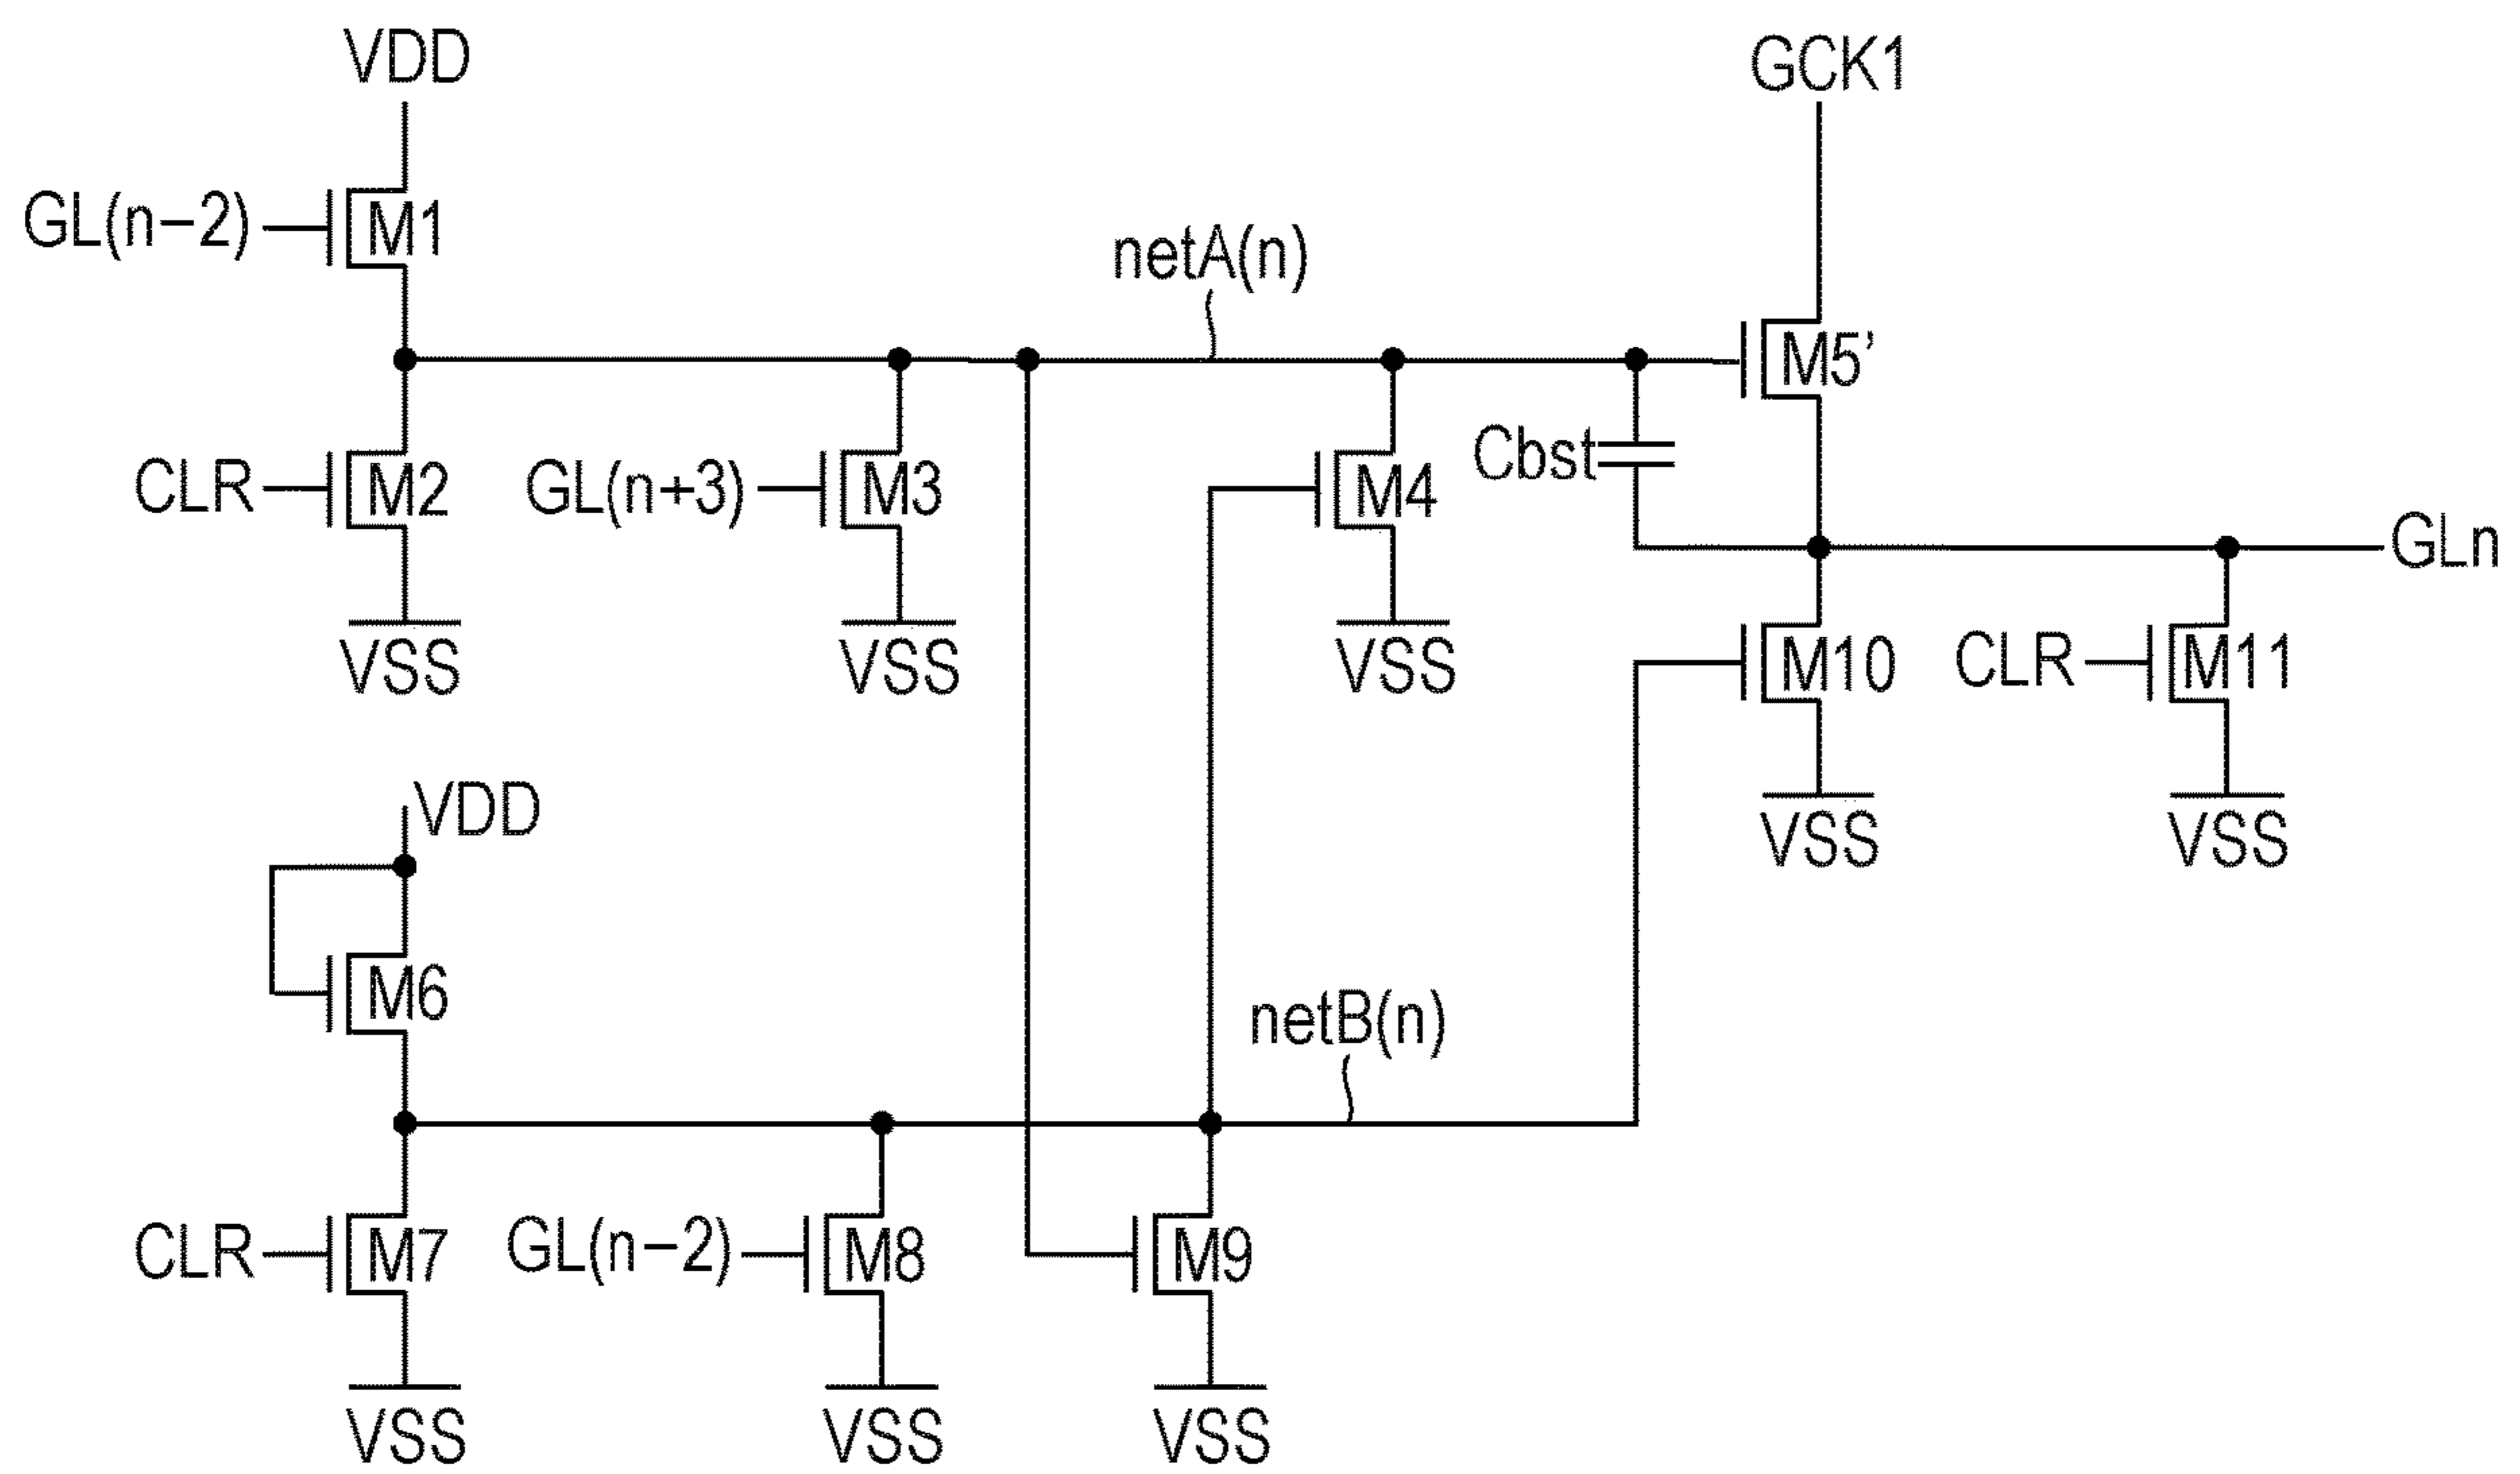 VDD
GCK1
GL(n−2)
M1
netA(n)
M5’
CLR
M2
GL(n+3)
M3
M4
Cbst
GLn
VSS
VSS
VSS
M10
CLR
M11
VDD
VSS
VSS
M6
netB(n)
CLR
M7
GL(n−2)
M8
M9
VSS
VSS
VSS